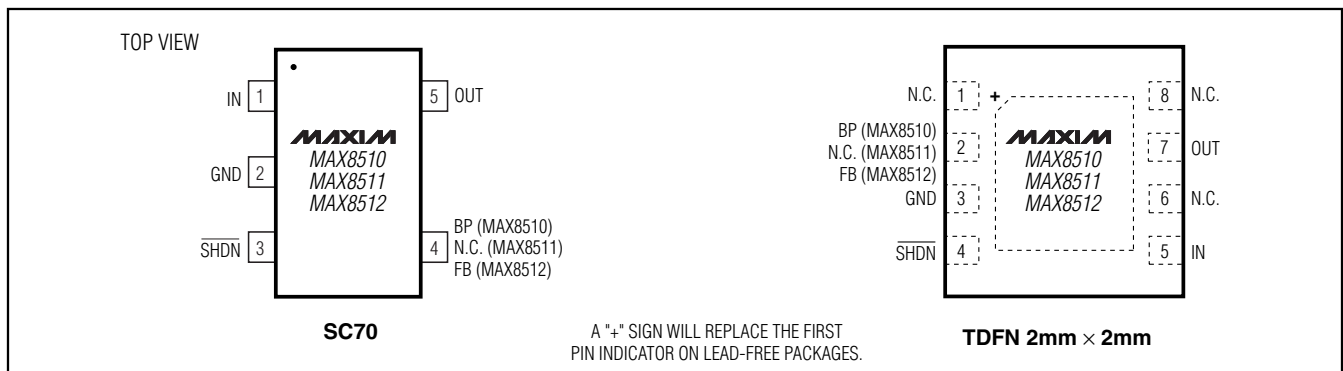 TOP VIEW
IN 1
5 OUT
MAXIM
MAX8510
MAX8511
MAX8512
GND 2
SHDN 3
4
BP (MAX8510)
N.C. (MAX8511)
FB (MAX8512)
SC70
A "+" SIGN WILL REPLACE THE FIRST
PIN INDICATOR ON LEAD-FREE PACKAGES.
N.C. 1 +
8 N.C.
BP (MAX8510)
N.C. (MAX8511)
FB (MAX8512)
2
MAXIM
MAX8510
MAX8511
MAX8512
7 OUT
GND 3
6 N.C.
SHDN 4
5 IN
TDFN 2mm × 2mm